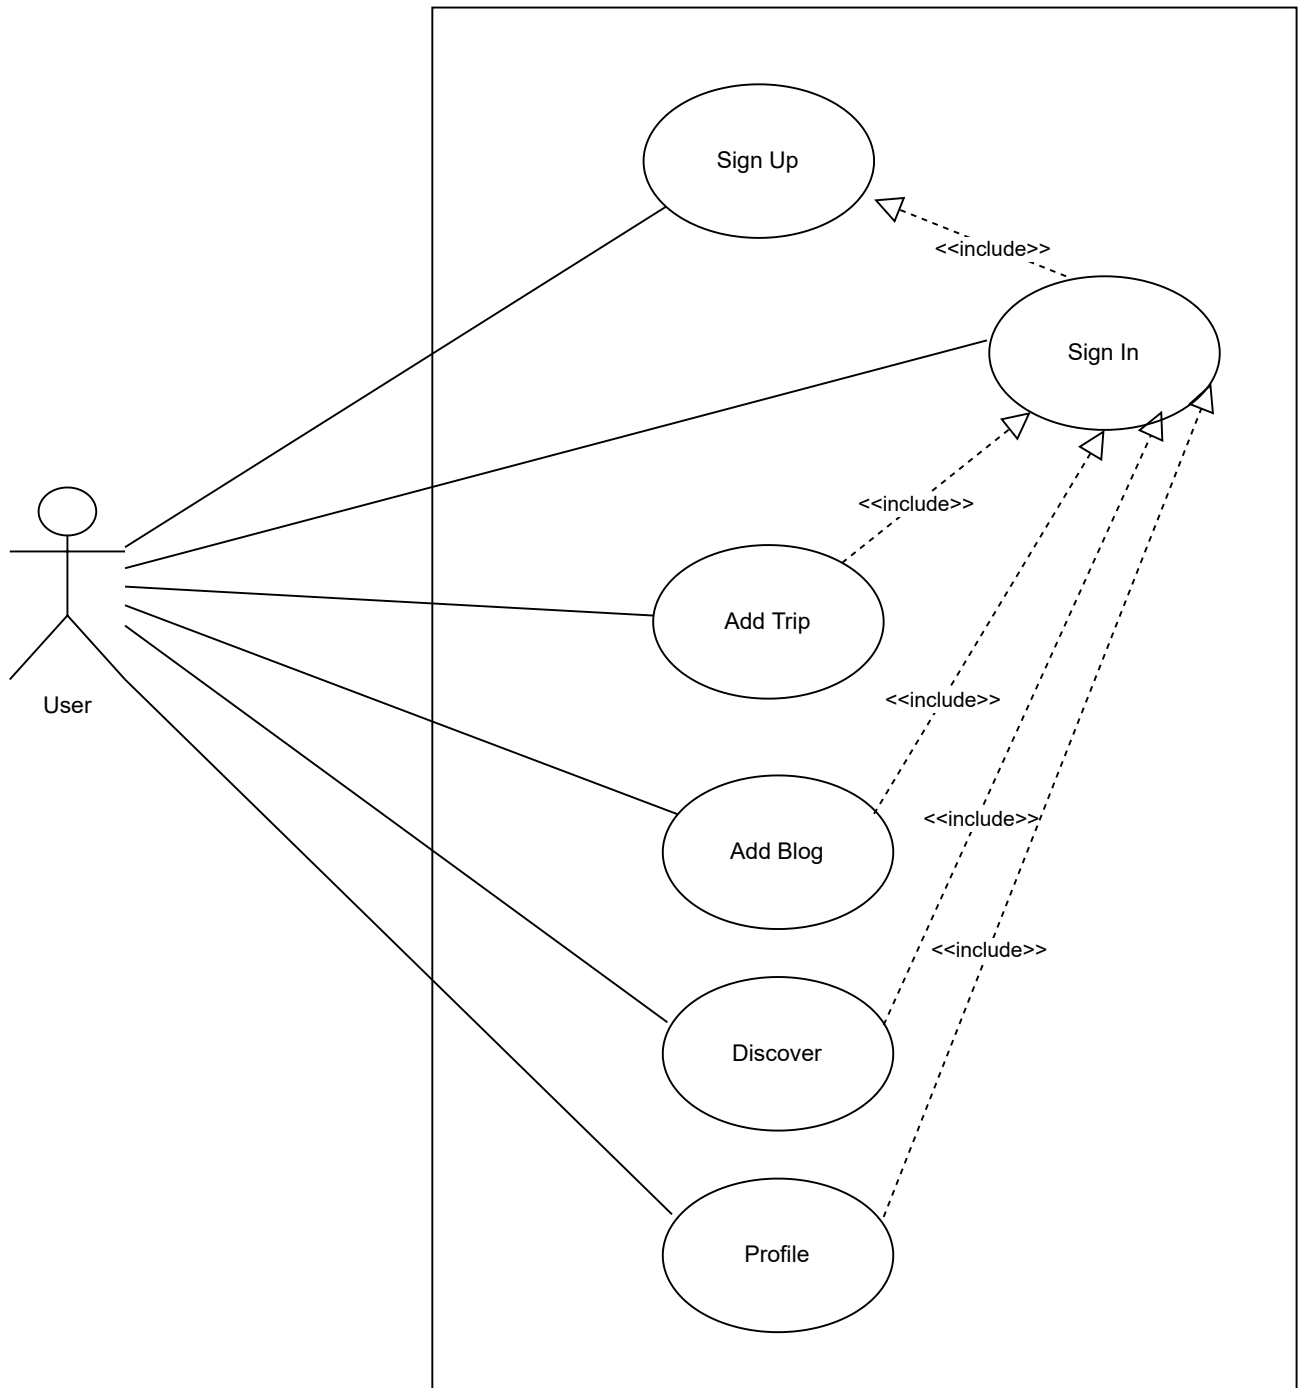 Sign Up
<<include>>
Sign In
<<include>>
Add Trip
User
<<include>>
<<include>>
Add Blog
<<include>>
Discover
Profile